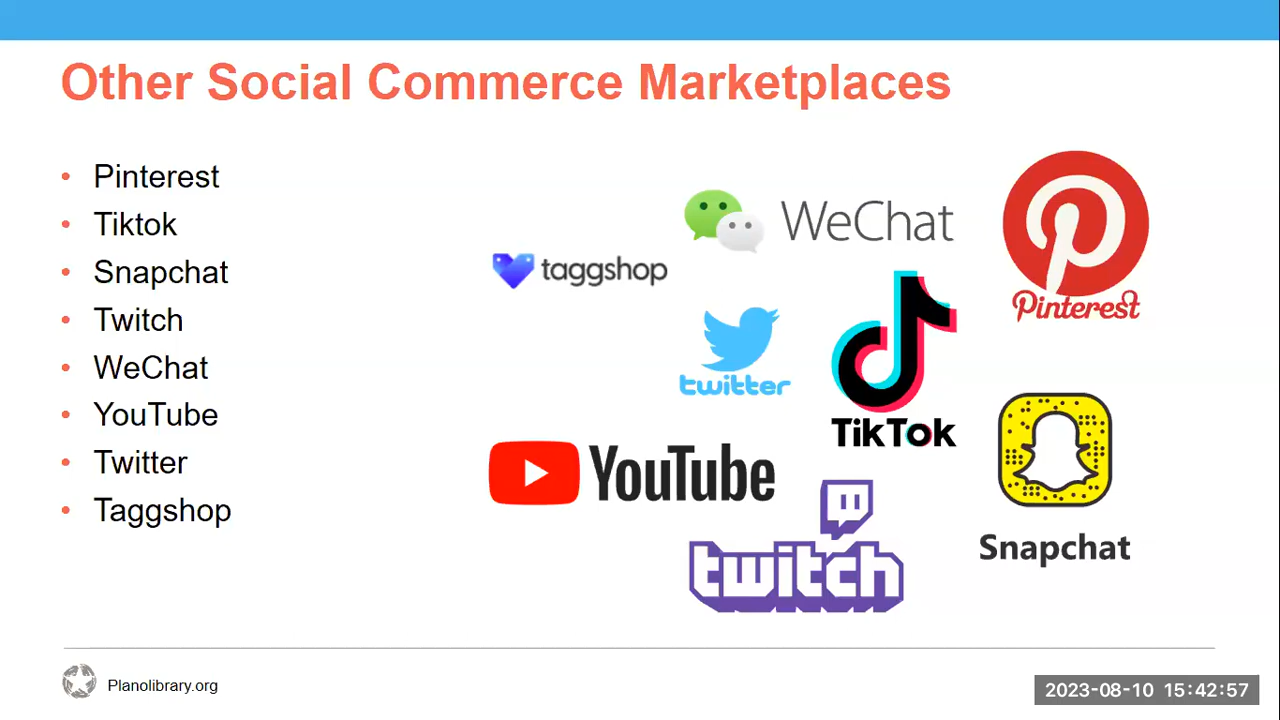 Other Social Commerce Marketplaces
• Pinterest
• Tiktok
• Snapchat
• Twitch
• WeChat
• YouTube
• Twitter
• Taggshop
WeChat
taggshop
Pinterest
twitter
TikTok
YouTube
twitch
Snapchat
Planolibrary.org
2023-08-10 15:42:57